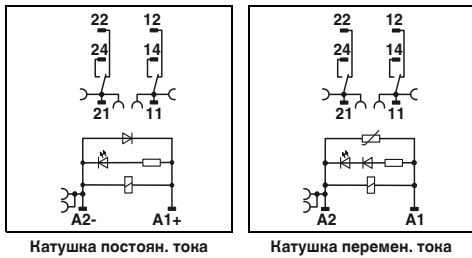 22 12
24 14
21 11
A2- A1+
Катушка постоян. тока
22 12
24 14
21 11
A2 A1
Катушка перемен. тока